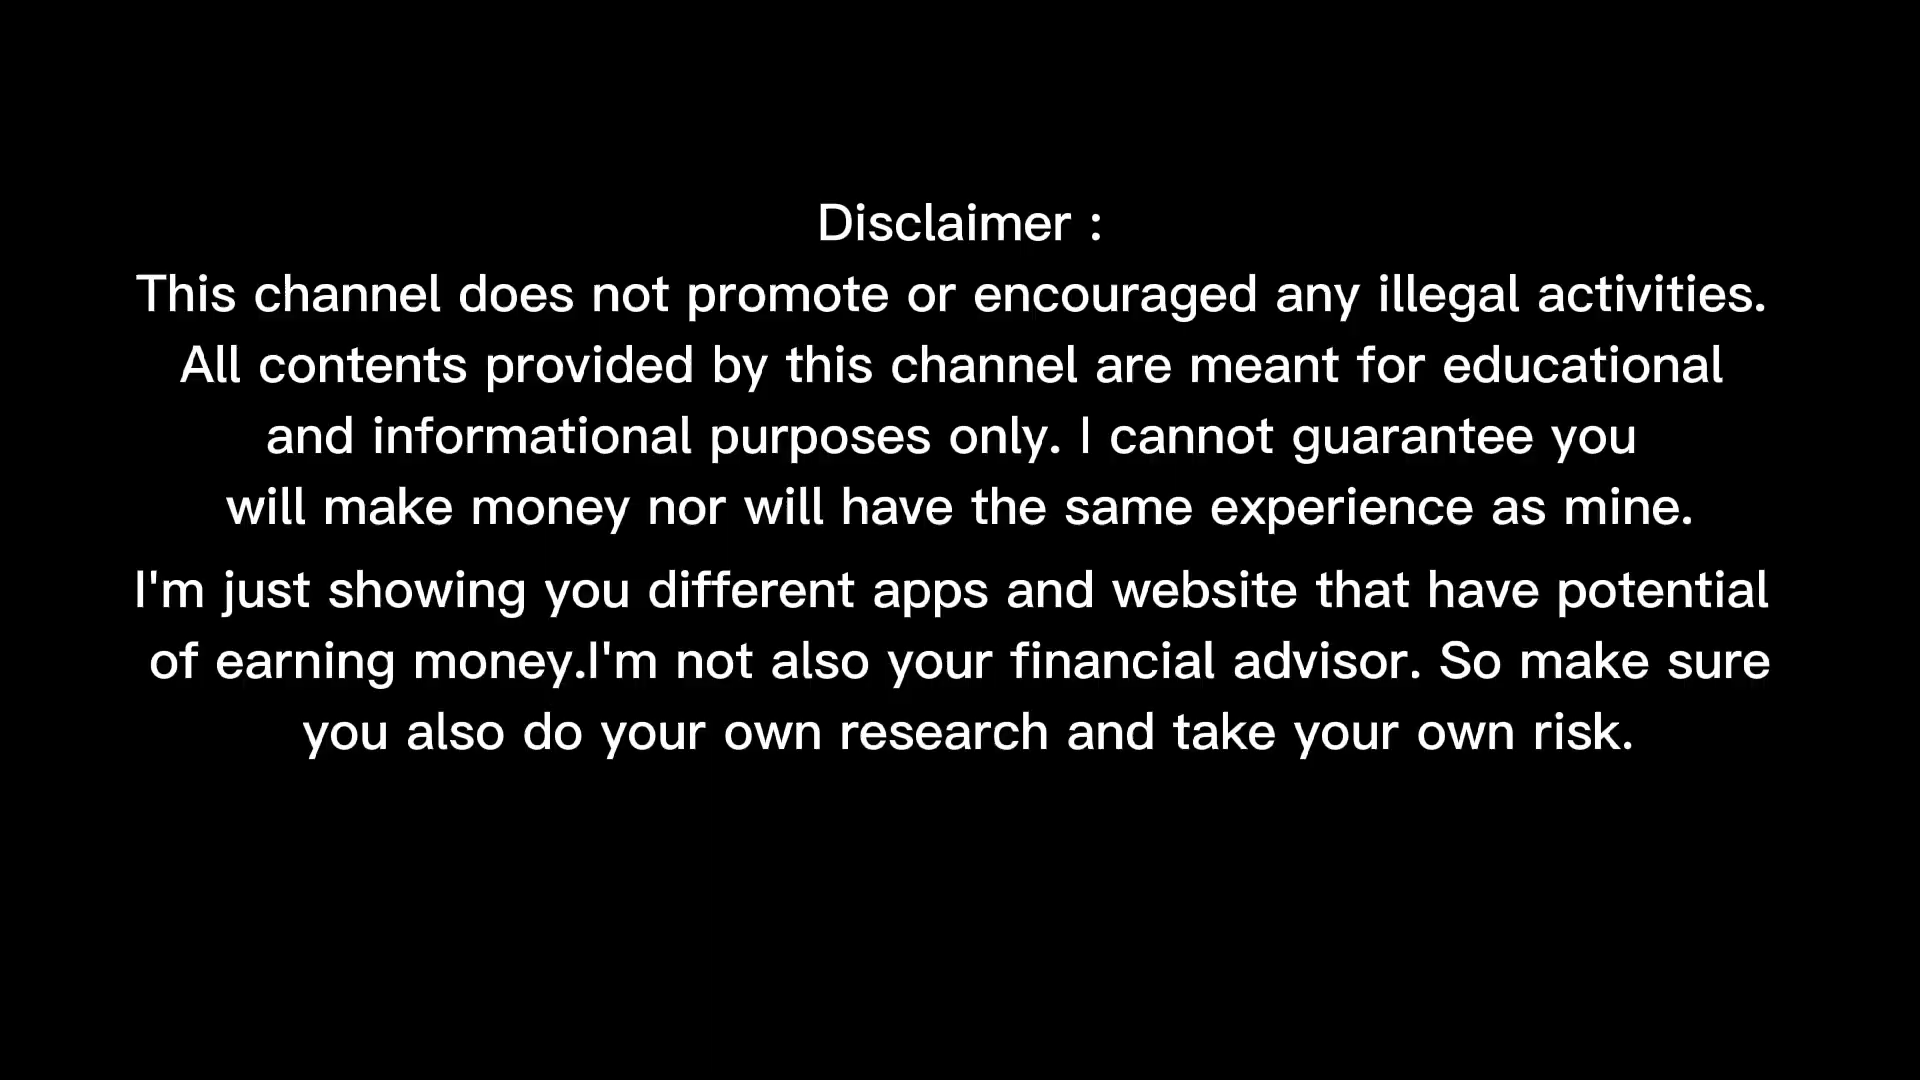 Disclaimer :
This channel does not promote or encouraged any illegal activities.
All contents provided by this channel are meant for educational
and informational purposes only. I cannot guarantee you
will make money nor will have the same experience as mine.
I'm just showing you different apps and website that have potential
of earning money.I'm not also your financial advisor. So make sure
you also do your own research and take your own risk.